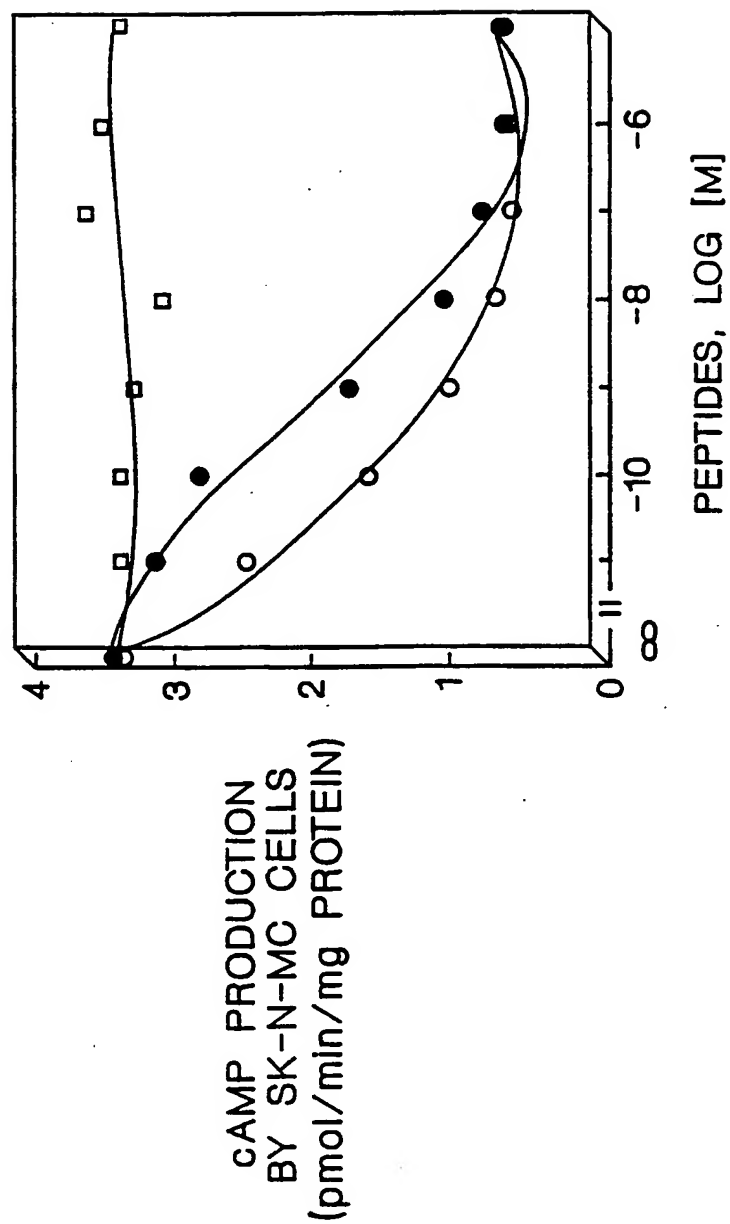 cAMP PRODUCTION
BY SK-N-MC CELLS
(pmol/min/mg PROTEIN)
4
3
2
1
0
∞ -10 -8 -6
PEPTIDES, LOG [M]